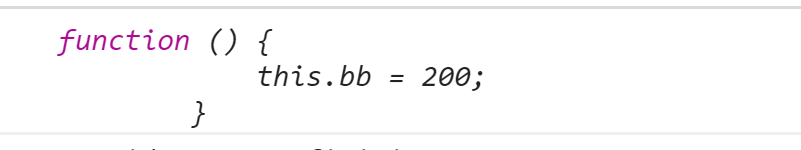 function () {
this.bb = 200;
}